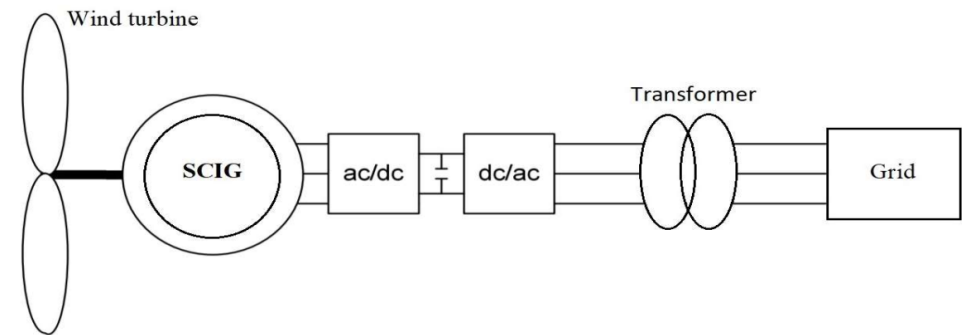 Wind turbine
Transformer
SCIG
ac/dc
dc/ac
Grid